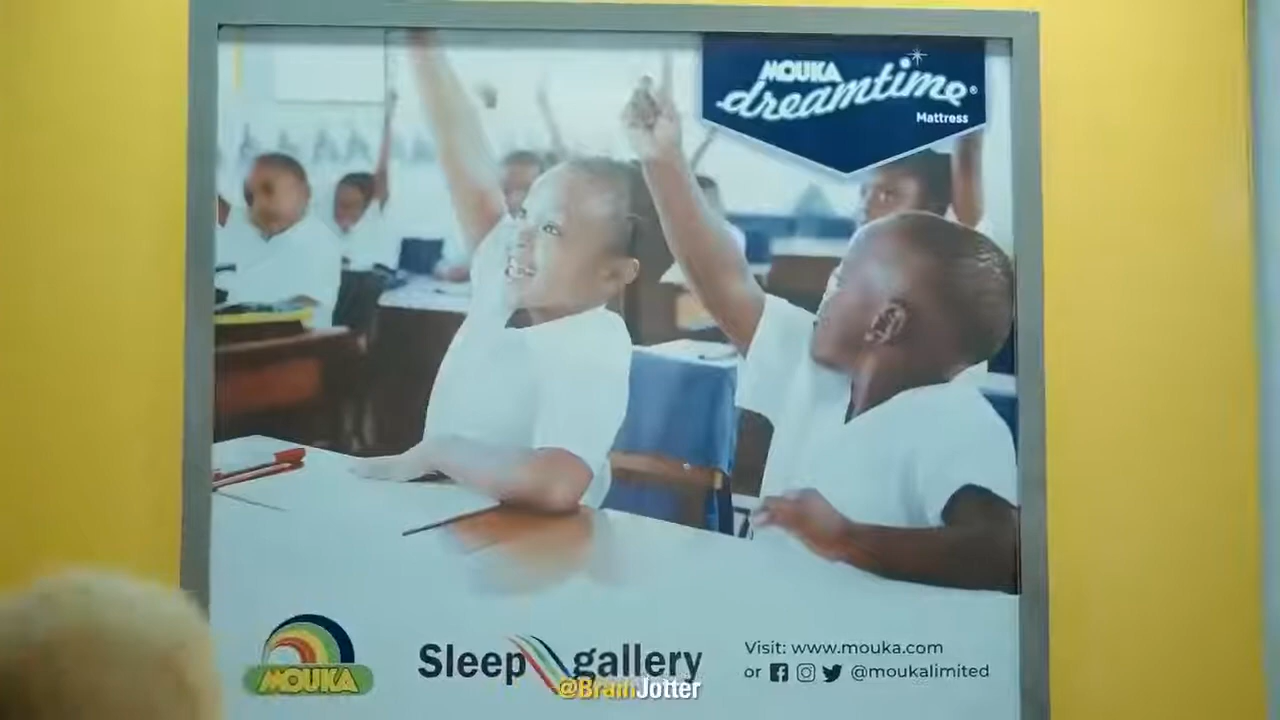 MOUKA
dreamtime®
Mattress
MOUKA
Sleep gallery
Visit: www.mouka.com
or @moukalimited
@BrainJotter